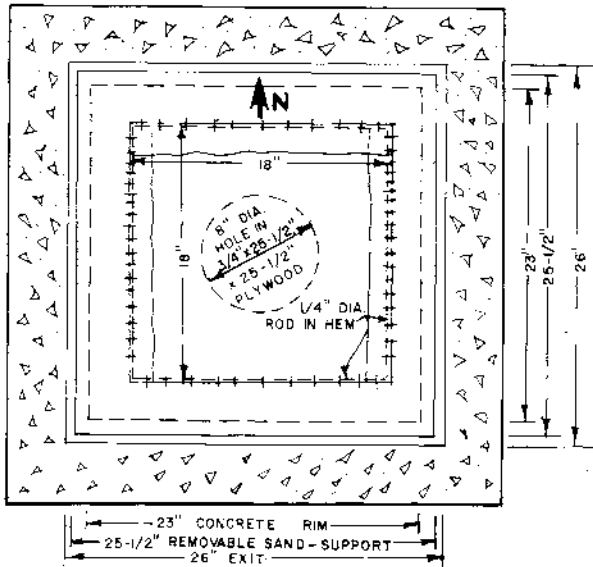 N
18"
18"
8" DIA.
HOLE IN
3/4" x 25-1/2"
x 25-1/2"
PLYWOOD
1/4" DIA.
ROD IN HEM
23"
25-1/2"
26"
23" CONCRETE RIM
25-1/2" REMOVABLE SAND-SUPPORT
26" EXIT